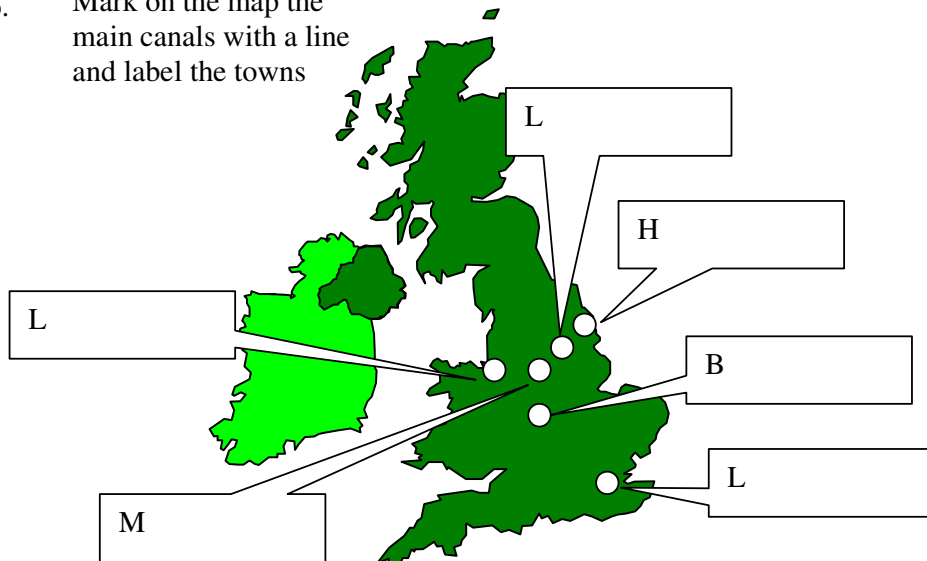 Mark on the map the
main canals with a line
and label the towns
L
H
L
B
L
M